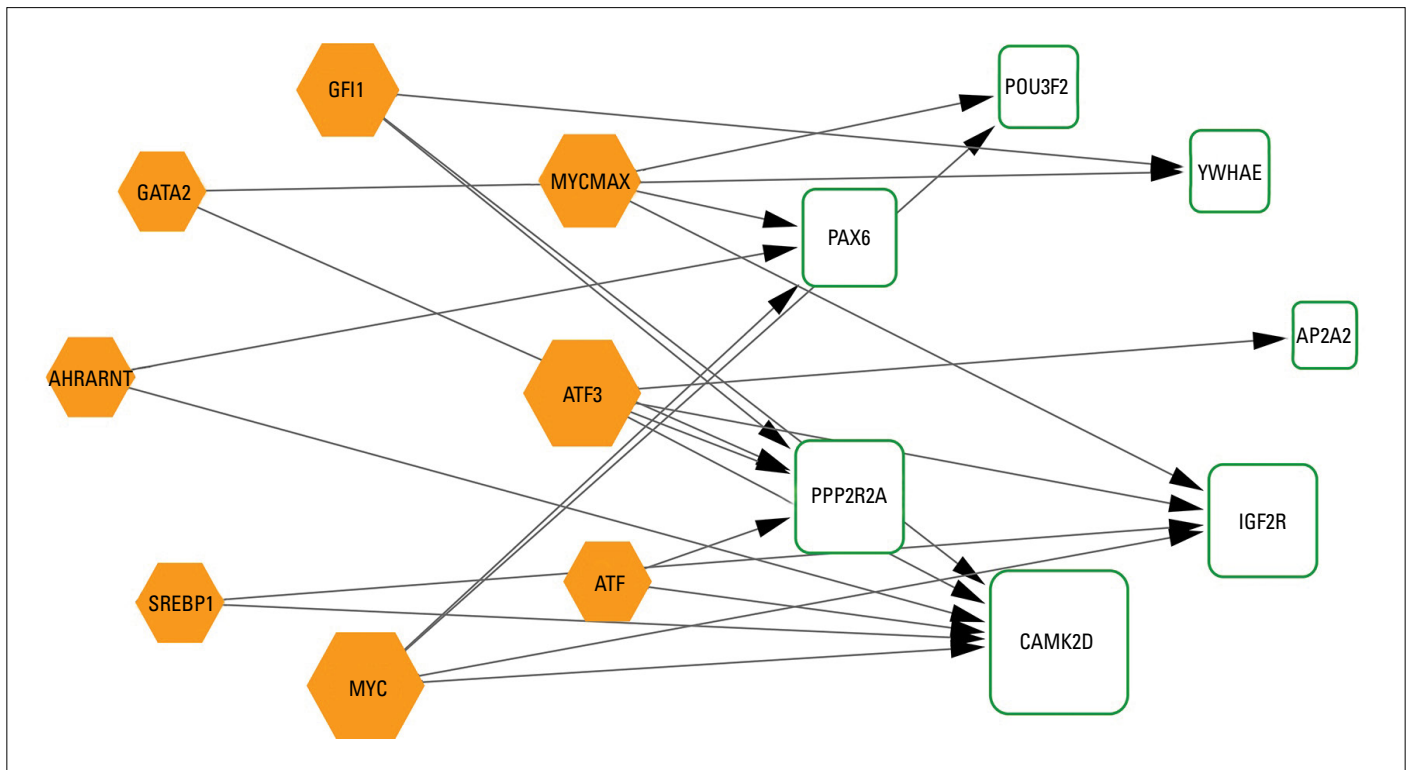 GFI1
POU3F2
GATA2
MYCMAX
YWHAE
PAX6
AHRARNT
ATF3
AP2A2
PPP2R2A
IGF2R
SREBP1
ATF
CAMK2D
MYC